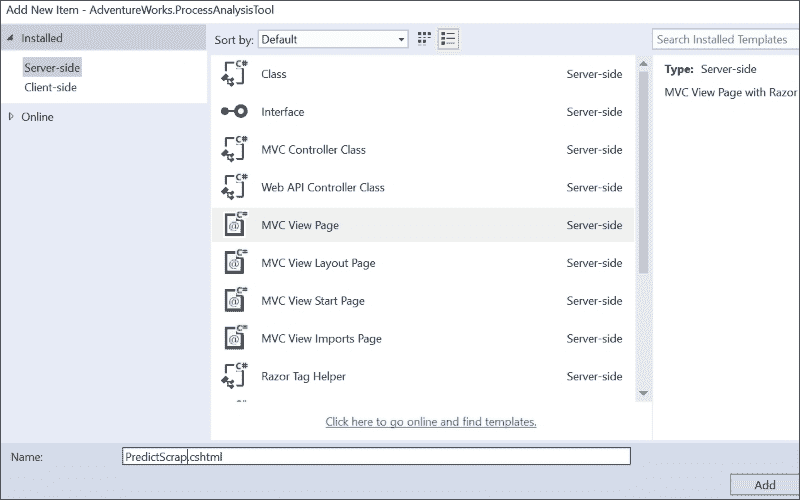 Add New Item - AdventureWorks.ProcessAnalysisTool
Installed
Server-side
Client-side
Online
Sort by: Default
Search Installed Templates
C# Class Server-side
Interface Server-side
C# MVC Controller Class Server-side
C# Web API Controller Class Server-side
C# @ MVC View Page Server-side
C# @ MVC View Layout Page Server-side
C# @ MVC View Start Page Server-side
C# @ MVC View Imports Page Server-side
C# Razor Tag Helper Server-side
Click here to go online and find templates.
Type: Server-side
MVC View Page with Razor
Name: PredictScrap.cshtml
Add